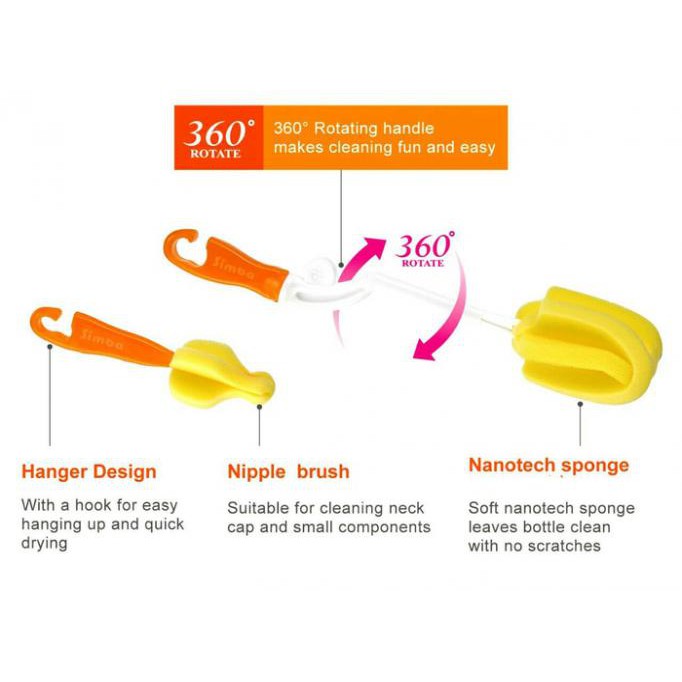 360°
ROTATE
360° Rotating handle
makes cleaning fun and easy
360°
ROTATE
Simba
Simba
Hanger Design
With a hook for easy
hanging up and quick
drying
Nipple brush
Suitable for cleaning neck
cap and small components
Nanotech sponge
Soft nanotech sponge
leaves bottle clean
with no scratches